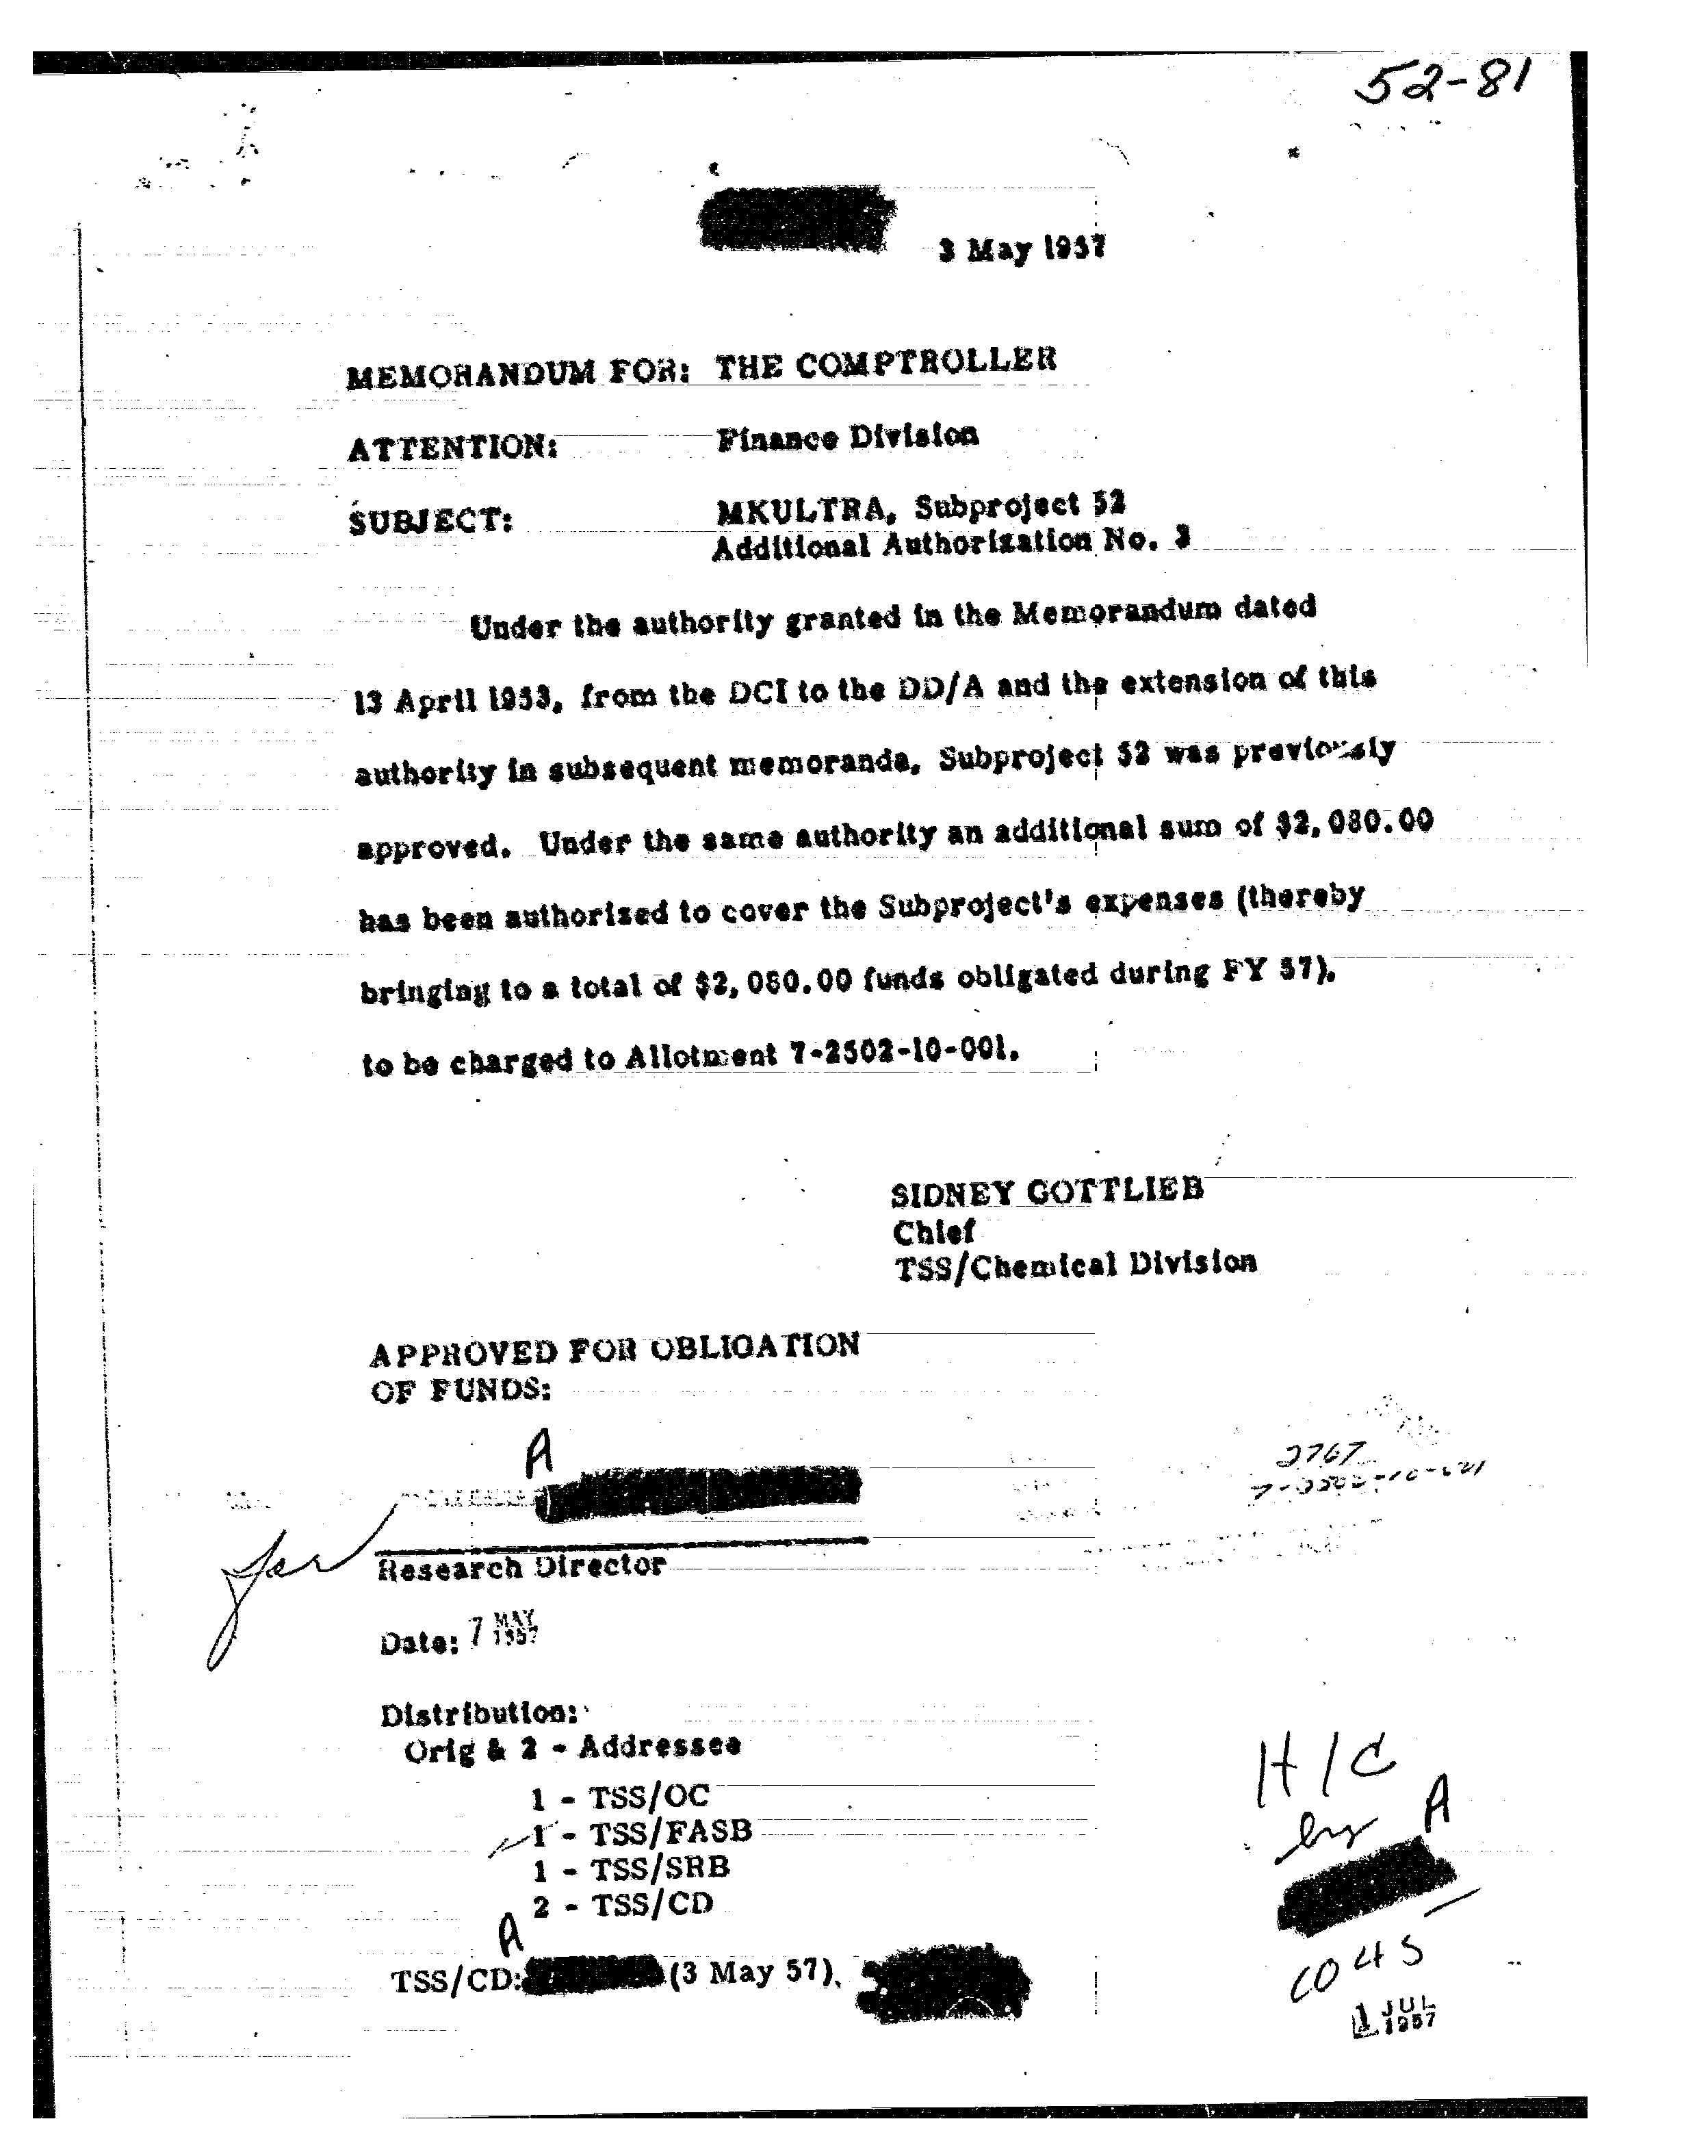 52-81
3 May 1957
MEMORANDUM FOR: THE COMPTROLLER
ATTENTION: Finance Division
SUBJECT: MKULTRA, Subproject 52
Additional Authorization No. 3
Under the authority granted in the Memorandum dated
13 April 1953, from the DCI to the DD/A and the extension of this
authority in subsequent memoranda, Subproject 52 was previously
approved. Under the same authority an additional sum of $2,080.00
has been authorized to cover the Subproject's expenses (thereby
bringing to a total of $2,080.00 funds obligated during FY 57).
to be charged to Allotment 7-2502-10-001.
SIDNEY GOTTLIEB
Chief
TSS/Chemical Division
APPROVED FOR OBLIGATION
OF FUNDS:
A
2767
for
Research Director
Date: 7 MAY 1957
Distribution:
Orig & 2 - Addressee
1 - TSS/OC
1 - TSS/FASB
1 - TSS/SRB
2 - TSS/CD
A
TSS/CD: (3 May 57).
H/C
by A
1045
1 JUL 1957